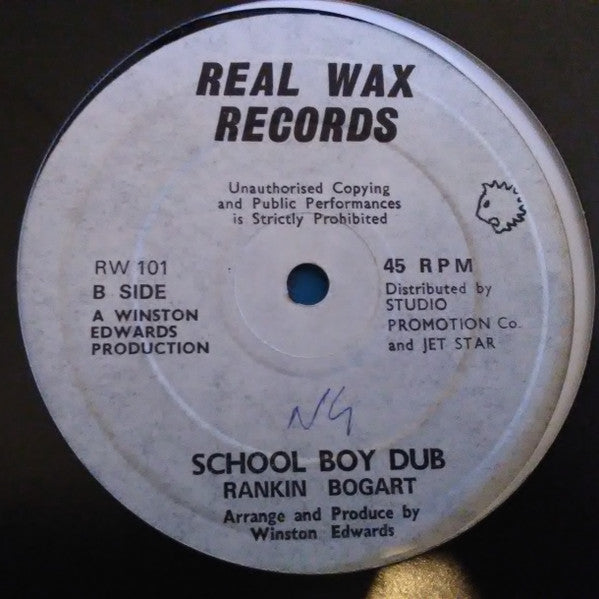 REAL WAX
RECORDS
Unauthorised Copying
and Public Performances
is Strictly Prohibited
RW 101
B SIDE
A WINSTON
EDWARDS
PRODUCTION
45 RPM
Distributed by
STUDIO
PROMOTION Co.
and JET STAR
NG
SCHOOL BOY DUB
RANKIN BOGART
Arrange and Produce by
Winston Edwards